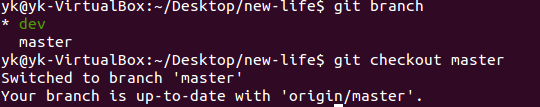 yk@yk-VirtualBox:~/Desktop/new-life$ git branch
* dev
  master
yk@yk-VirtualBox:~/Desktop/new-life$ git checkout master
Switched to branch 'master'
Your branch is up-to-date with 'origin/master'.